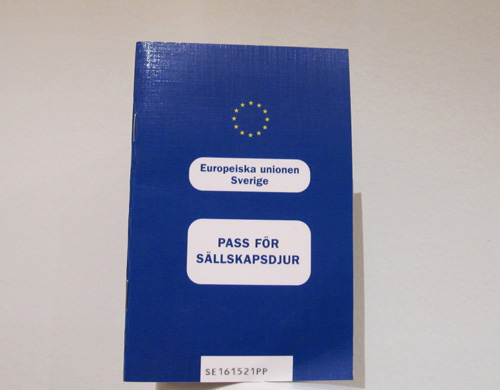 Europeiska unionen
Sverige
PASS FÖR
SÄLLSKAPSDJUR
SE161521PP